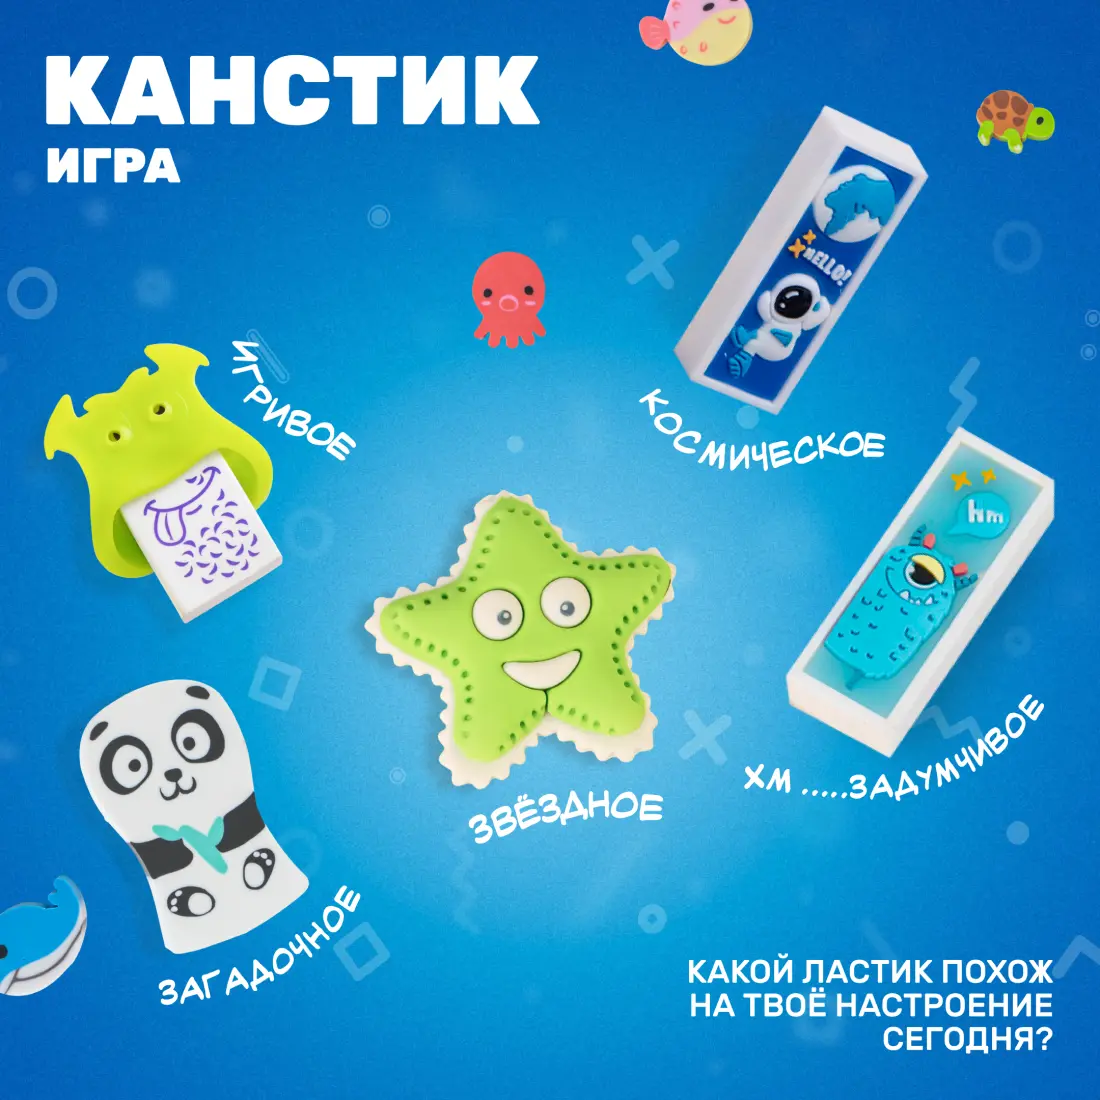 КАНСТИК
ИГРА
HELLO!
ИГРИВОЕ
КОСМИЧЕСКОЕ
hm
ХМ .....ЗАДУМЧИВОЕ
ЗВЁЗДНОЕ
ЗАГАДОЧНОЕ
КАКОЙ ЛАСТИК ПОХОЖ
НА ТВОЁ НАСТРОЕНИЕ
СЕГОДНЯ?